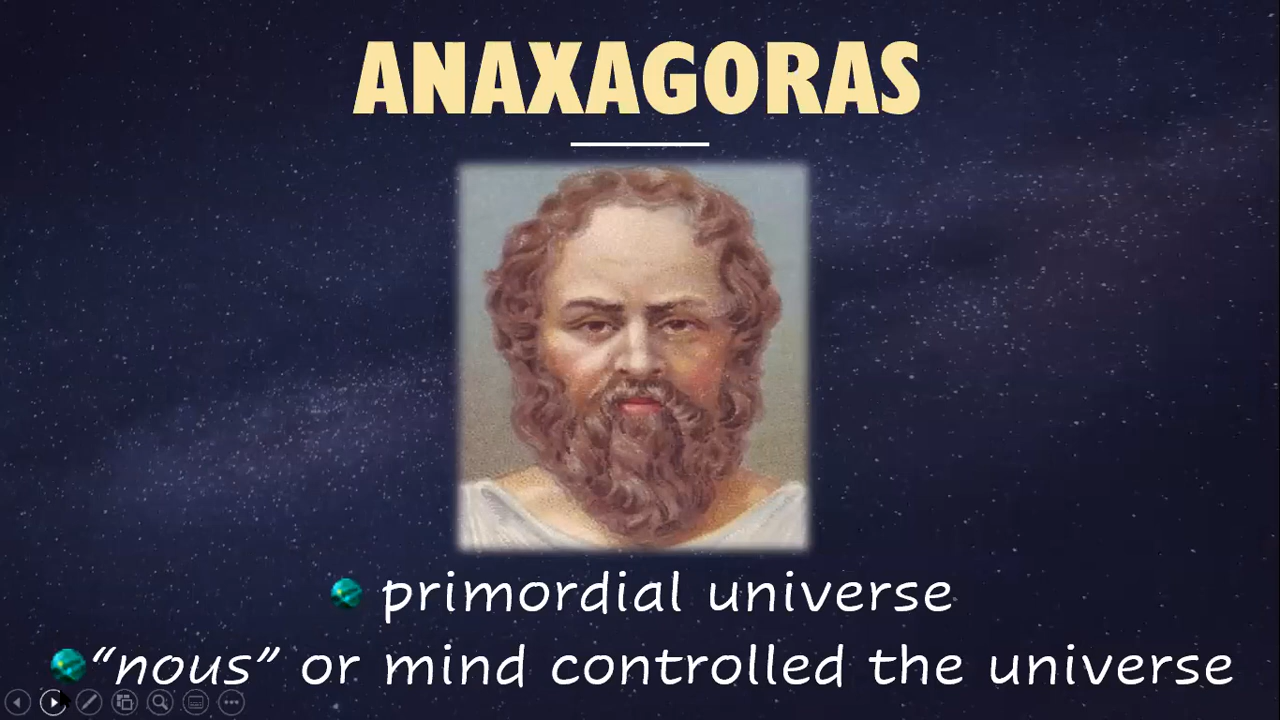 ANAXAGORAS
primordial universe
“nous” or mind controlled the universe